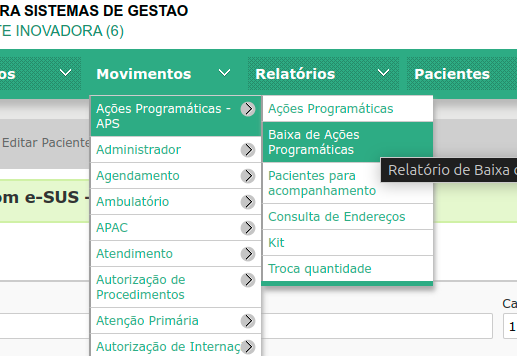 RA SISTEMAS DE GESTAO
TE INOVADORA (6)
os
Movimentos
Relatórios
Pacientes
Editar Paciente
Ações Programáticas -
APS
Administrador
Agendamento
Ambulatório
APAC
Atendimento
Autorização de
Procedimentos
Atenção Primária
Autorização de Internaç
Ações Programáticas
Baixa de Ações
Programáticas
Pacientes para
acompanhamento
Consulta de Endereços
Kit
Troca quantidade
Relatório de Baixa
om e-SUS -
Ca
1